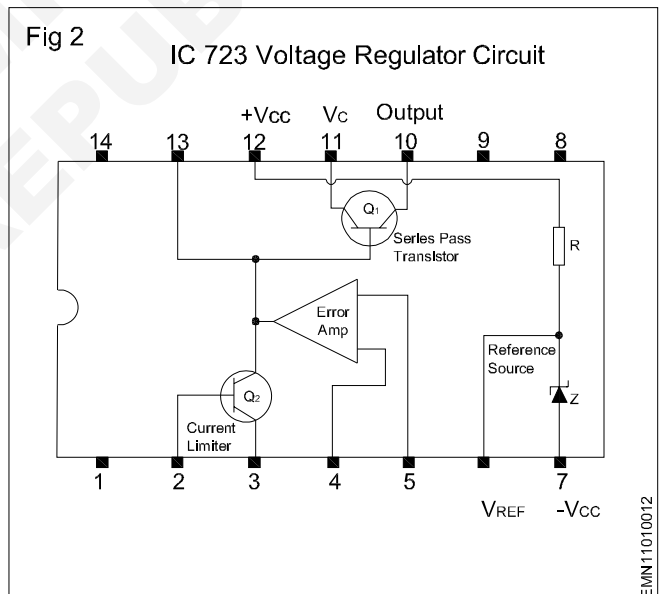 Fig 2
IC 723 Voltage Regulator Circuit
+Vcc Vc Output
14 13 12 11 10 9 8
Q1
Series Pass
Transistor
R
Error
Amp
Reference
Source
Q2
Z
Current
Limiter
1 2 3 4 5 7
VREF -VCC
EMN11010012